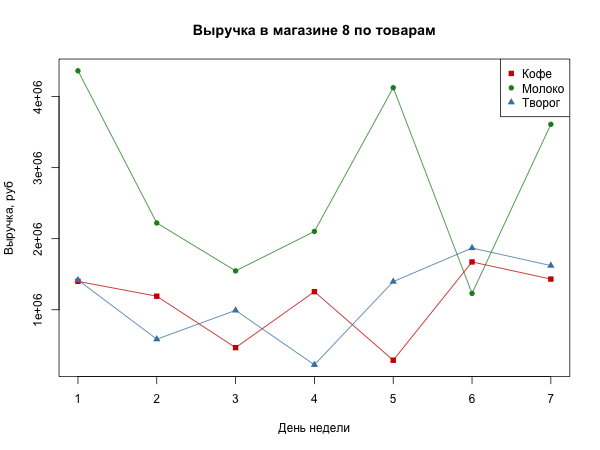 Выручка в магазине 8 по товарам
Кофе
Молоко
Творог
Выручка, руб
4e+06
3e+06
2e+06
1e+06
1 2 3 4 5 6 7
День недели